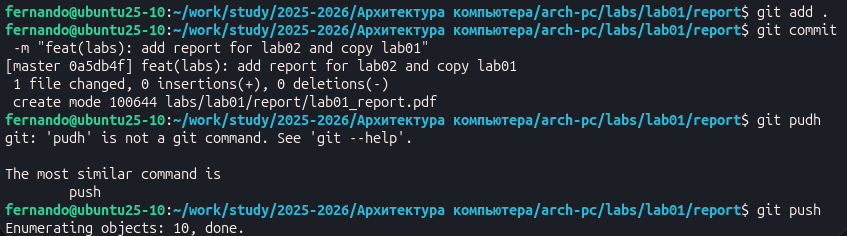 fernando@ubuntu25-10:~/work/study/2025-2026/Архитектура компьютера/arch-pc/labs/lab01/report$ git add .
fernando@ubuntu25-10:~/work/study/2025-2026/Архитектура компьютера/arch-pc/labs/lab01/report$ git commit
 -m "feat(labs): add report for lab02 and copy lab01"
[master 0a5db4f] feat(labs): add report for lab02 and copy lab01
 1 file changed, 0 insertions(+), 0 deletions(-)
 create mode 100644 labs/lab01/report/lab01_report.pdf
fernando@ubuntu25-10:~/work/study/2025-2026/Архитектура компьютера/arch-pc/labs/lab01/report$ git pudh
git: 'pudh' is not a git command. See 'git --help'.

The most similar command is
        push
fernando@ubuntu25-10:~/work/study/2025-2026/Архитектура компьютера/arch-pc/labs/lab01/report$ git push
Enumerating objects: 10, done.